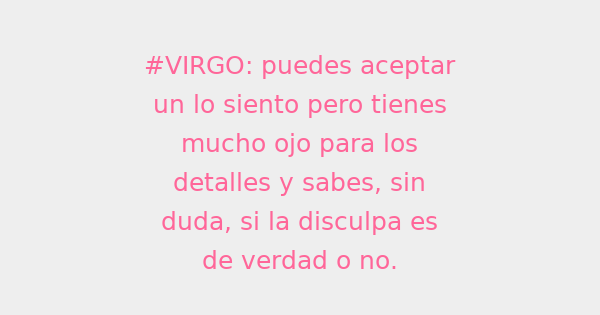 #VIRGO: puedes aceptar
un lo siento pero tienes
mucho ojo para los
detalles y sabes, sin
duda, si la disculpa es
de verdad o no.